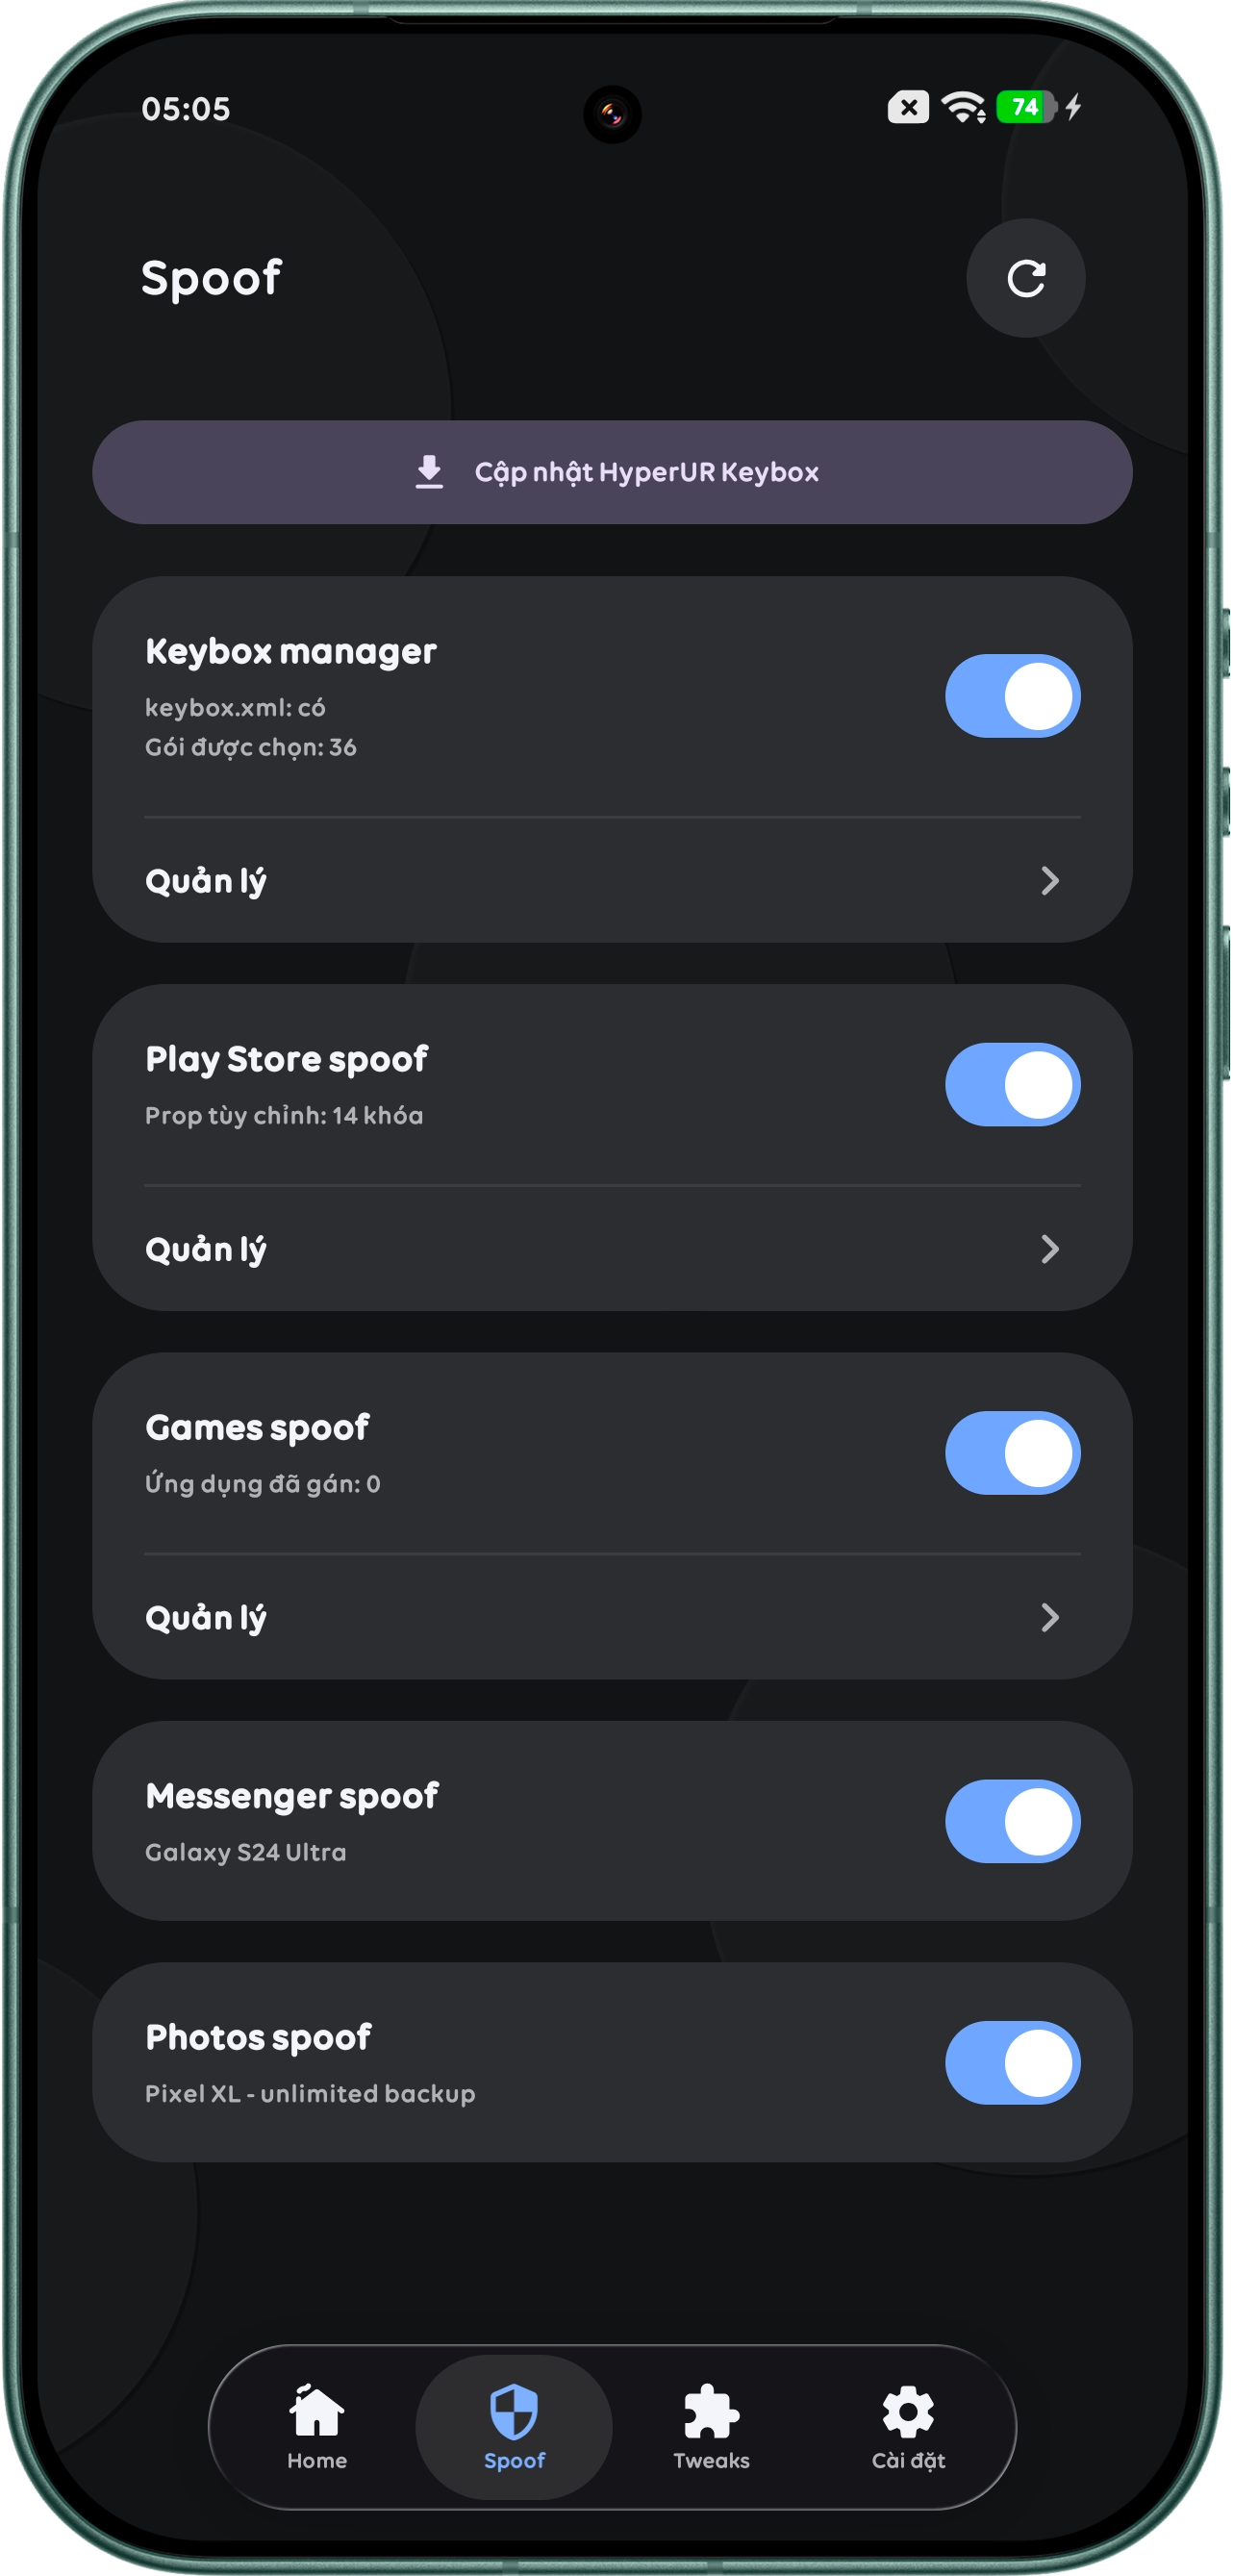 05:05
74
Spoof
Cập nhật HyperUR Keybox
Keybox manager
keybox.xml: có
Gói được chọn: 36
Quản lý
Play Store spoof
Prop tùy chỉnh: 14 khóa
Quản lý
Games spoof
Ứng dụng đã gán: 0
Quản lý
Messenger spoof
Galaxy S24 Ultra
Photos spoof
Pixel XL - unlimited backup
Home
Spoof
Tweaks
Cài đặt